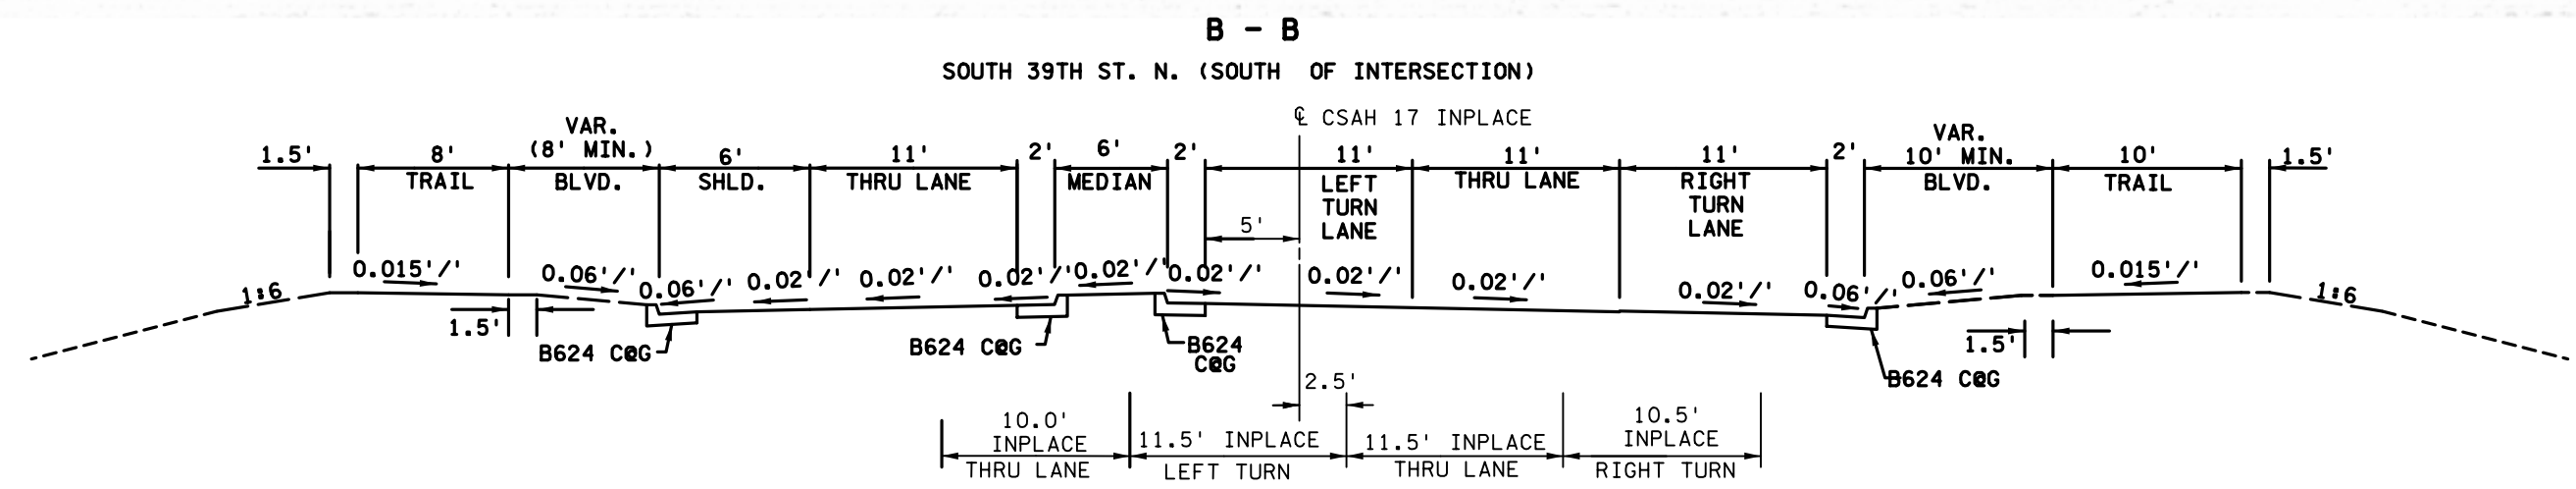 B - B
SOUTH 39TH ST. N. (SOUTH OF INTERSECTION)
℄ CSAH 17 INPLACE
1.5'
8'
TRAIL
VAR.
(8' MIN.)
BLVD.
6'
SHLD.
11'
THRU LANE
2'
6'
MEDIAN
2'
11'
LEFT
TURN
LANE
11'
THRU LANE
11'
RIGHT
TURN
LANE
2'
VAR.
10' MIN.
BLVD.
10'
TRAIL
1.5'
5'
1:6
0.015'/'
0.06'/'
0.06'/'
0.02'/'
0.02'/'
0.02'/'
0.02'/'
0.02'/'
0.02'/'
0.02'/'
0.02'/'
0.06'/'
0.06'/'
0.015'/'
1:6
1.5'
B624 C@G
B624 C@G
B624
C@G
1.5'
B624 C@G
2.5'
10.0'
INPLACE
THRU LANE
11.5' INPLACE
LEFT TURN
11.5' INPLACE
THRU LANE
10.5'
INPLACE
RIGHT TURN